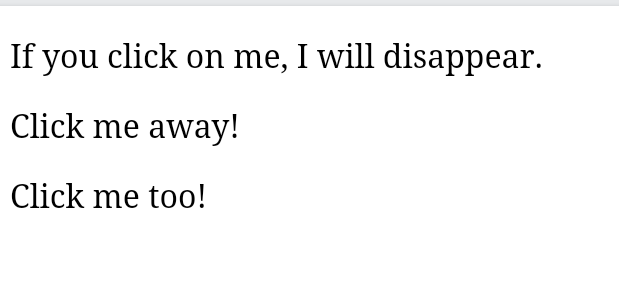 If you click on me, I will disappear.
Click me away!
Click me too!